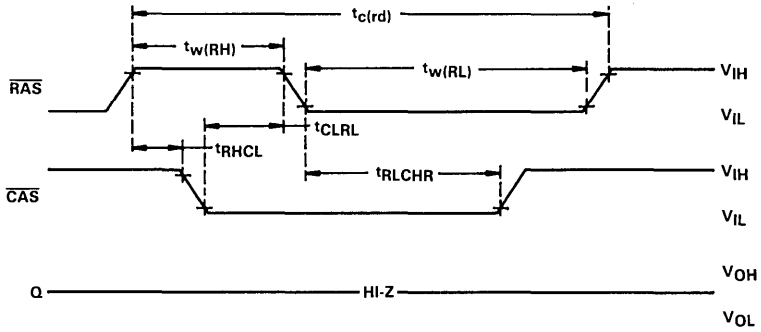 tc(rd)
tw(RH)
tw(RL)
RAS
VIH
VIL
tCLRL
tRHCL
tRLCHR
CAS
VIH
VIL
VOH
Q
HI-Z
VOL